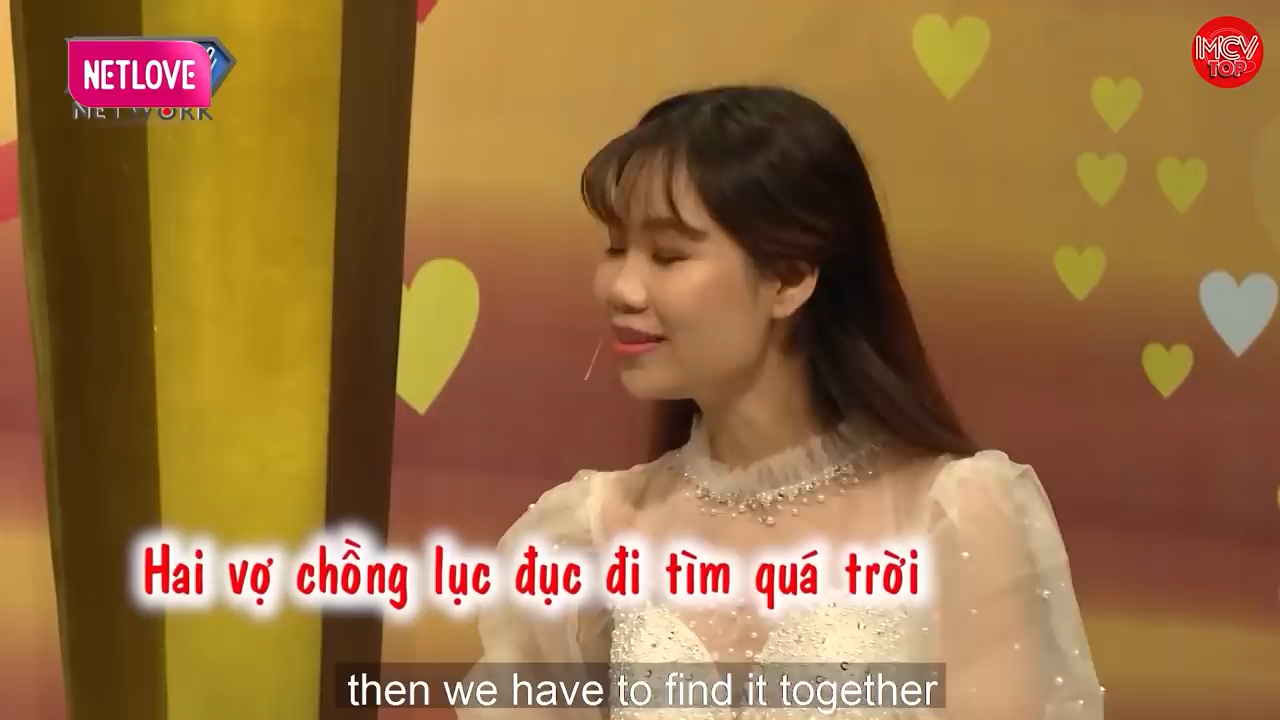 NETLOVE
NETWORK
MCV
TOP
Hai vợ chồng lục đục đi tìm quá trời
then we have to find it together